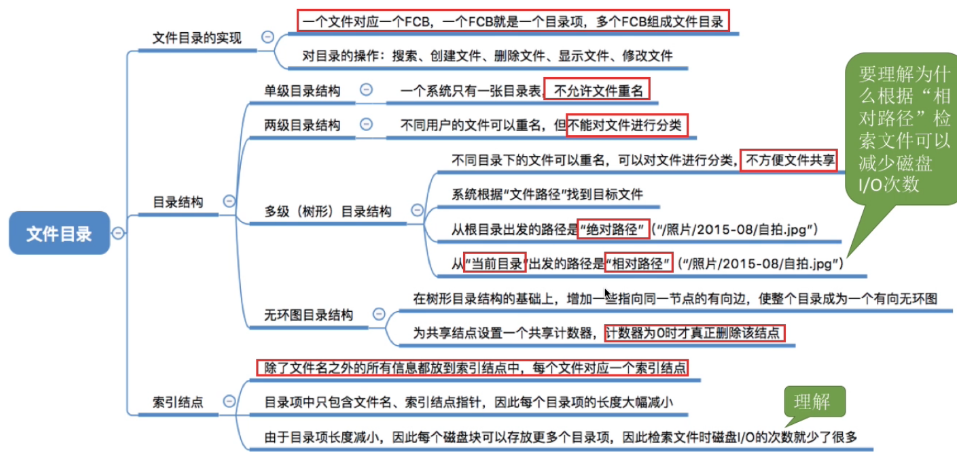 一个文件对应一个FCB，一个FCB就是一个目录项，多个FCB组成文件目录
文件目录的实现
对目录的操作：搜索、创建文件、删除文件、显示文件、修改文件
单级目录结构
一个系统只有一张目录表，不允许文件重名
两级目录结构
不同用户的文件可以重名，但不能对文件进行分类
不同目录下的文件可以重名，可以对文件进行分类，不方便文件共享
系统根据“文件路径”找到目标文件
目录结构
多级（树形）目录结构
从根目录出发的路径是“绝对路径”（“/照片/2015-08/自拍.jpg”）
从“当前目录”出发的路径是“相对路径”（“/照片/2015-08/自拍.jpg”）
文件目录
在树形目录结构的基础上，增加一些指向同一节点的有向边，使整个目录成为一个有向无环图
无环图目录结构
为共享结点设置一个共享计数器，计数器为0时才真正删除该结点
除了文件名之外的所有信息都放到索引结点中，每个文件对应一个索引结点
索引结点
目录项中只包含文件名、索引结点指针，因此每个目录项的长度大幅减小
由于目录项长度减小，因此每个磁盘块可以存放更多个目录项，因此检索文件时磁盘I/O的次数就少了很多
要理解为什
么根据“相
对路径”检
索文件可以
减少磁盘
I/O次数
理解